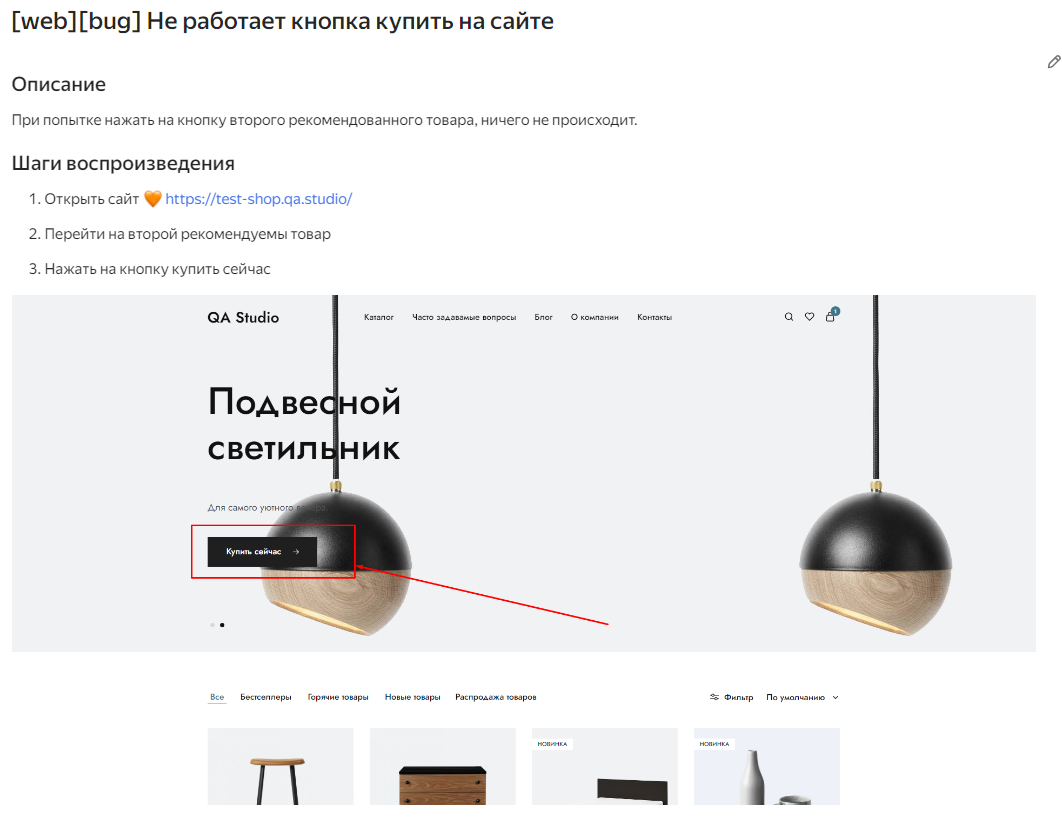 [web][bug] Не работает кнопка купить на сайте
Описание
При попытке нажать на кнопку второго рекомендованного товара, ничего не происходит.
Шаги воспроизведения
1. Открыть сайт 🧡 https://test-shop.qa.studio/
2. Перейти на второй рекомендуемы товар
3. Нажать на кнопку купить сейчас
QA Studio Каталог Часто задаваемые вопросы Блог О компании Контакты 1
Подвесной
светильник
Для самого уютного вечера.
Купить сейчас →
Все Бестселлеры Горячие товары Новые товары Распродажа товаров Фильтр По умолчанию
НОВИНКА НОВИНКА